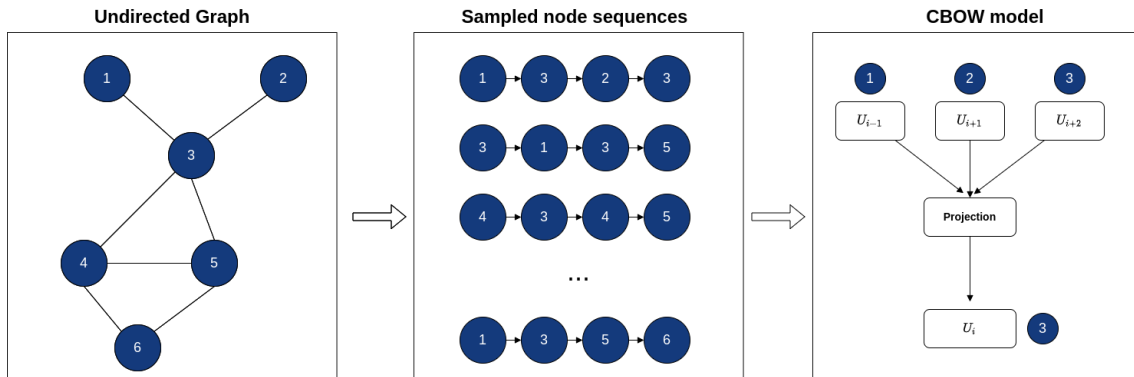 Undirected Graph
1 2
3
4 5
6
Sampled node sequences
1 3 2 3
3 1 3 5
4 3 4 5
...
1 3 5 6
CBOW model
1 2 3
U_{i-1} U_{i+1} U_{i+2}
Projection
U_i 3